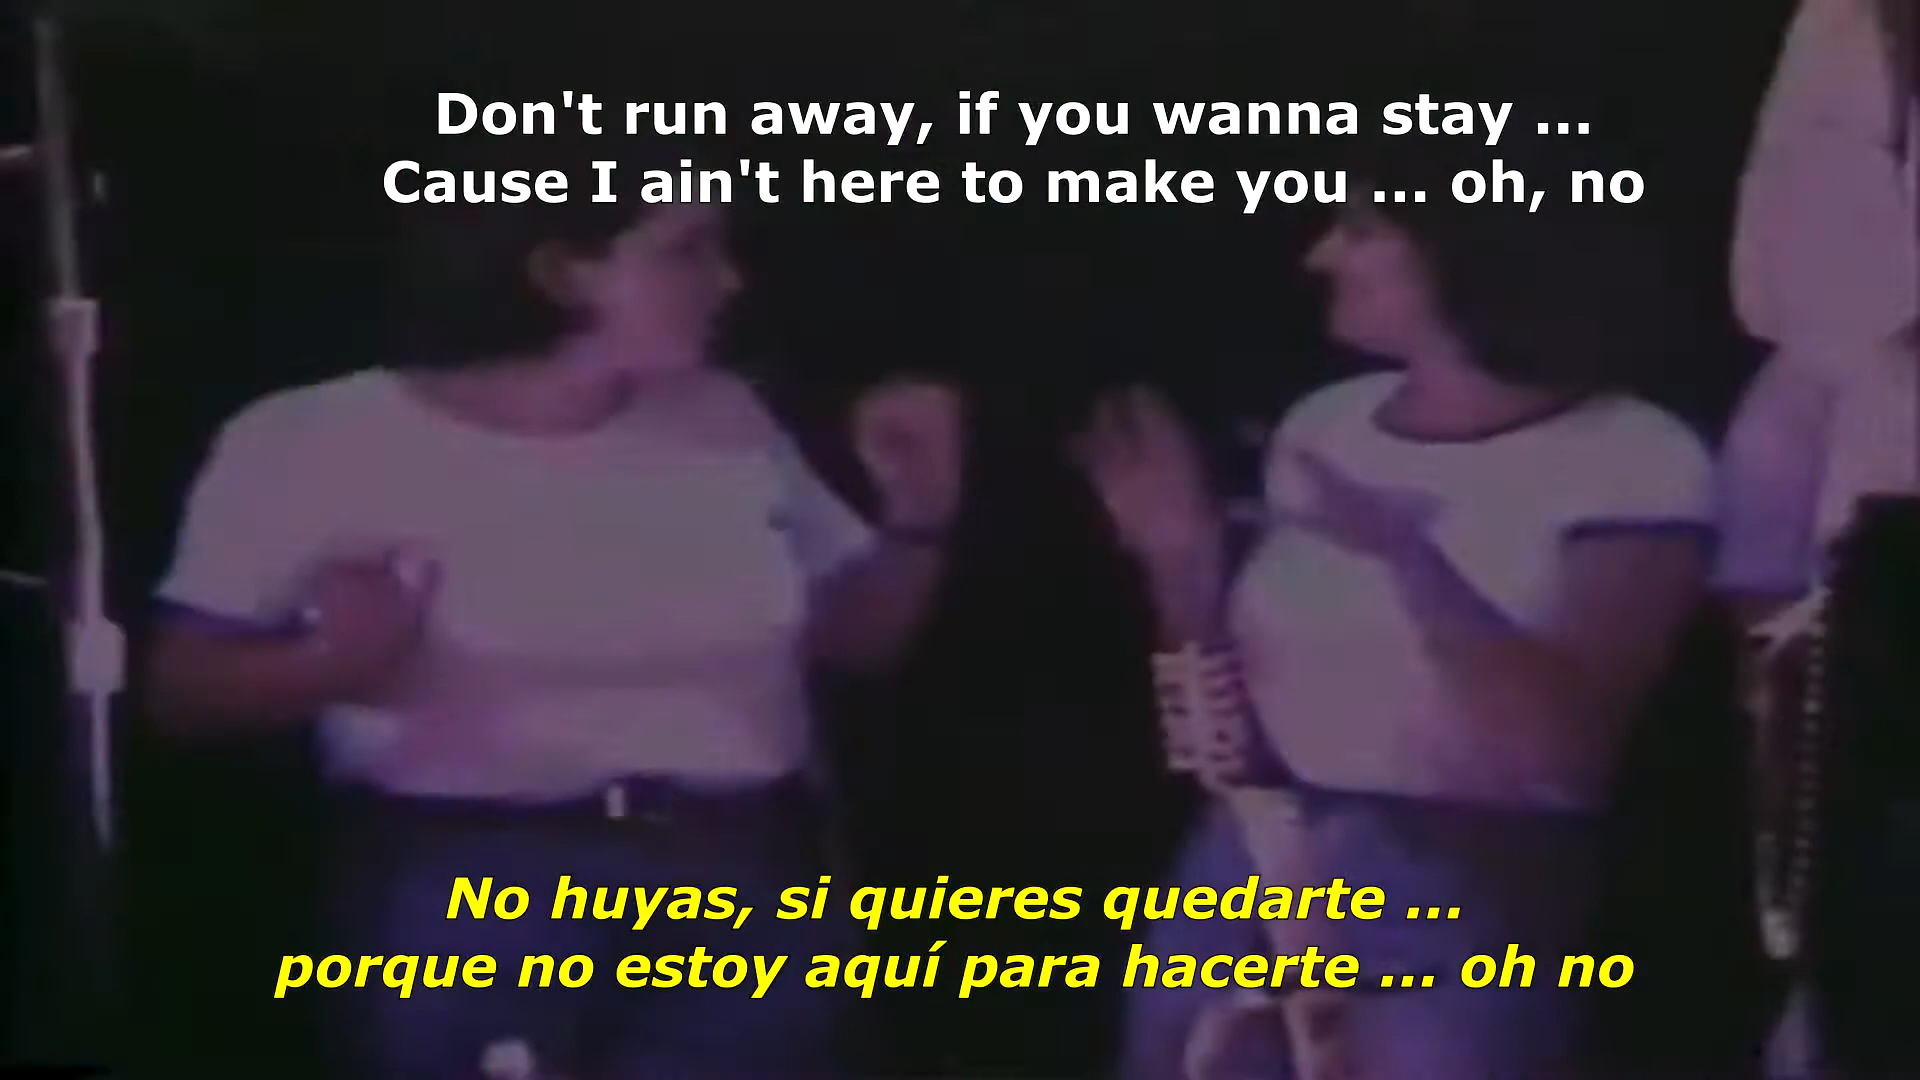 Don't run away, if you wanna stay ...
Cause I ain't here to make you ... oh, no
No huyas, si quieres quedarte ...
porque no estoy aquí para hacerte ... oh no